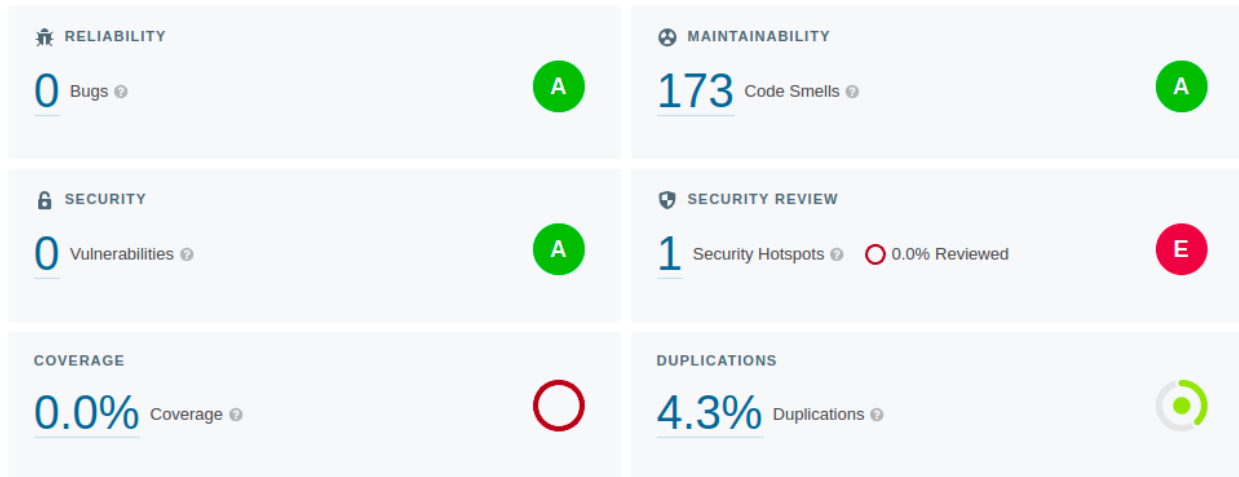 RELIABILITY
0 Bugs ?
A
MAINTAINABILITY
173 Code Smells ?
A
SECURITY
0 Vulnerabilities ?
A
SECURITY REVIEW
1 Security Hotspots ? 0.0% Reviewed
E
COVERAGE
0.0% Coverage ?
DUPLICATIONS
4.3% Duplications ?